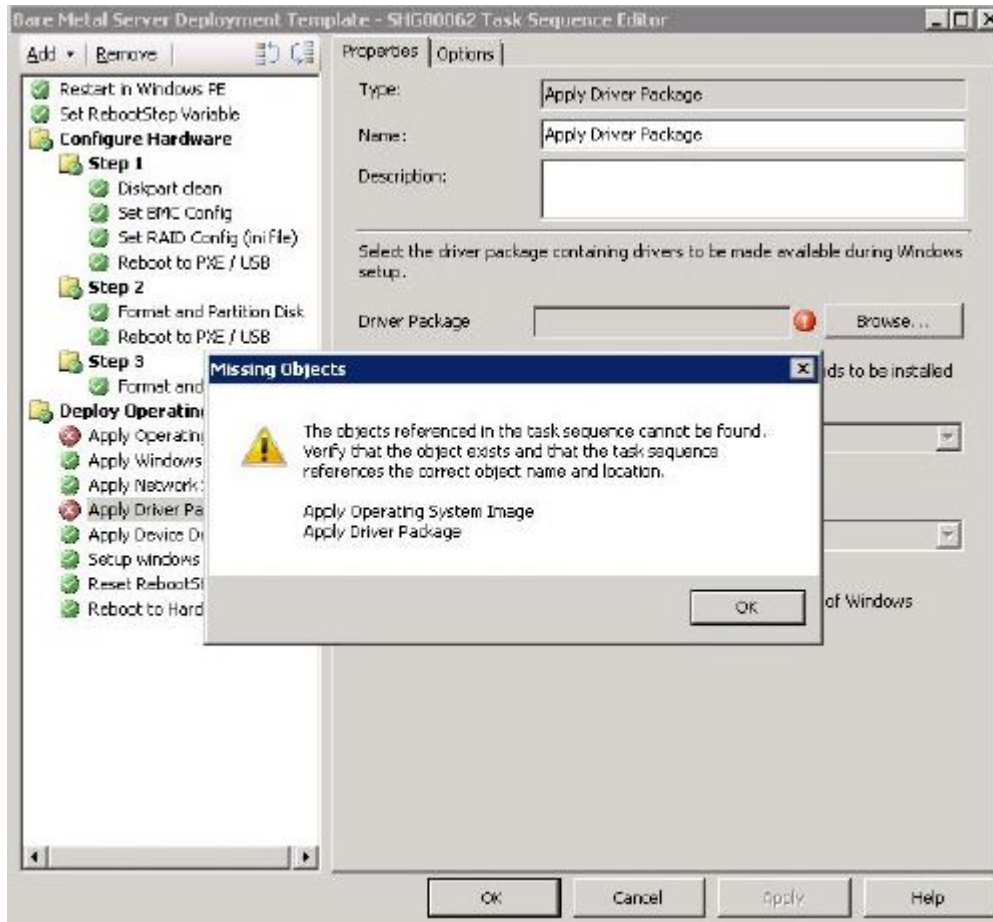 Bare Metal Server Deployment Template - SHG00062 Task Sequence Editor
Add
Remove
Restart in Windows PE
Set RebootStep Variable
Configure Hardware
Step 1
Diskpart clean
Set BMC Config
Set RAID Config (ini file)
Reboot to PXE / USB
Step 2
Format and Partition Disk
Reboot to PXE / USB
Step 3
Format and
Deploy Operating
Apply Operating
Apply Windows
Apply Network
Apply Driver Pa
Apply Device Dr
Setup windows
Reset RebootSt
Reboot to Hard
Properties
Options
Type:
Apply Driver Package
Name:
Apply Driver Package
Description:
Select the driver package containing drivers to be made available during Windows
setup.
Driver Package
Browse...
ds to be installed
of Windows
Missing Objects
The objects referenced in the task sequence cannot be found.
Verify that the object exists and that the task sequence
references the correct object name and location.
Apply Operating System Image
Apply Driver Package
OK
OK
Cancel
Apply
Help